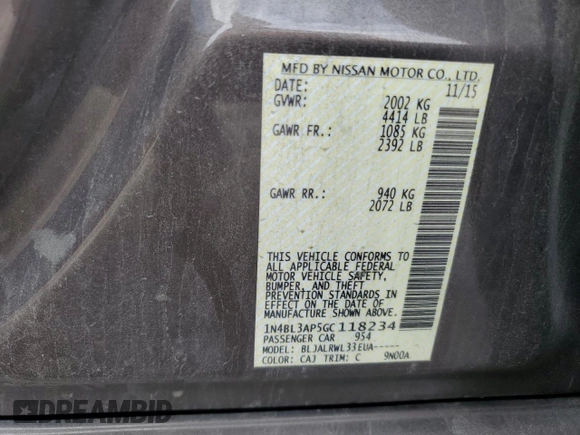 MFD BY NISSAN MOTOR CO., LTD.
DATE: 11/15
GVWR: 2002 KG
4414 LB
GAWR FR.: 1085 KG
2392 LB
GAWR RR.: 940 KG
2072 LB
THIS VEHICLE CONFORMS TO
ALL APPLICABLE FEDERAL
MOTOR VEHICLE SAFETY,
BUMPER, AND THEFT
PREVENTION STANDARDS IN
EFFECT ON THE DATE OF
MANUFACTURE SHOWN ABOVE.
1N4BL3AP5GC118234
PASSENGER CAR 954
MODEL: BLJALRWL33EUA-----
COLOR: CAJ TRIM: C 9N00A
STATBID